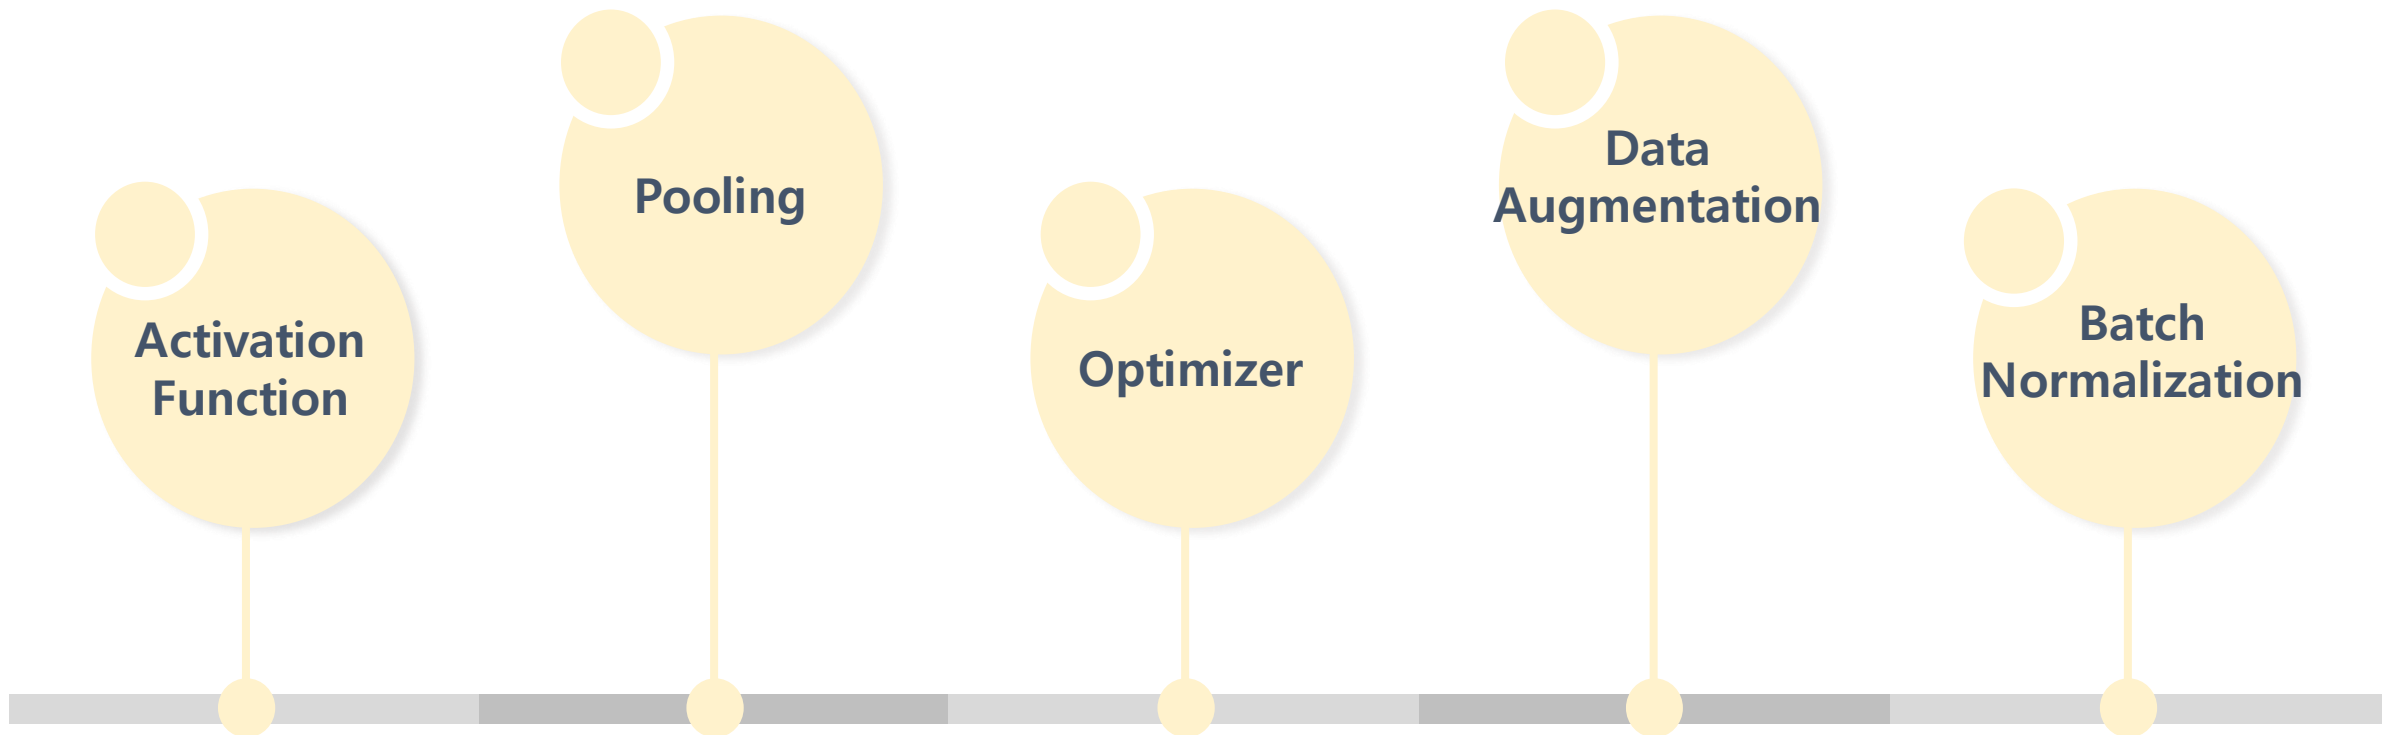 Activation
Function
Pooling
Optimizer
Data
Augmentation
Batch
Normalization